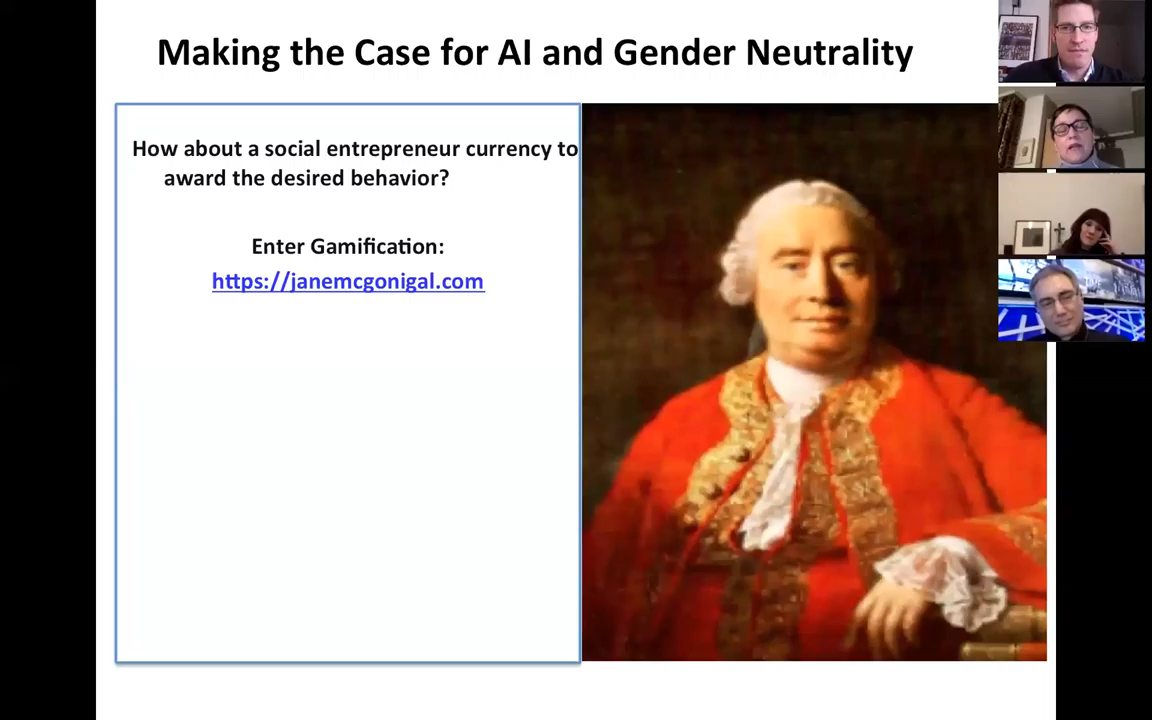 Making the Case for AI and Gender Neutrality
How about a social entrepreneur currency to
award the desired behavior?
Enter Gamification:
https://janemcgonigal.com